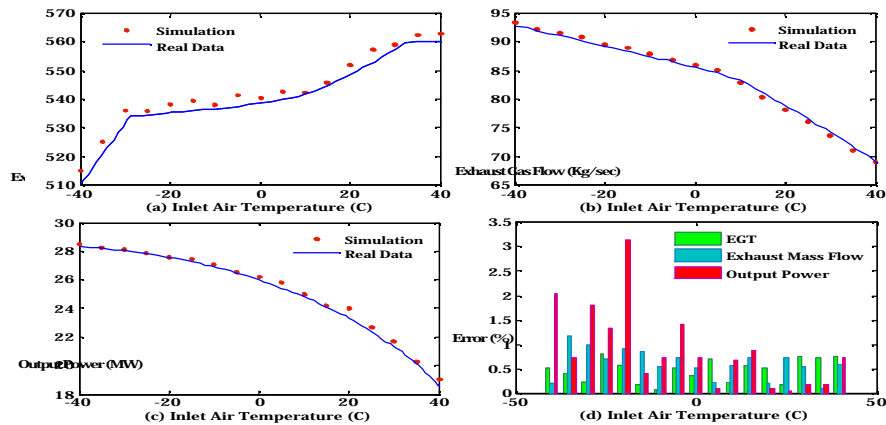 560
550
540
530
520
510
Simulation
Real Data
-40
-20
0
20
40
(a) Inlet Air Temperature (C)
95
90
85
80
75
70
65
Simulation
Real Data
Exhaust Gas Flow (Kg/sec)
-40
-20
0
20
40
(b) Inlet Air Temperature (C)
28
26
24
22
18
Simulation
Real Data
Output Power (MW)
-40
-20
0
20
40
(c) Inlet Air Temperature (C)
3.5
3
2.5
2
1.5
1
0.5
0
EGT
Exhaust Mass Flow
Output Power
Error (%)
-50
0
50
(d) Inlet Air Temperature (C)